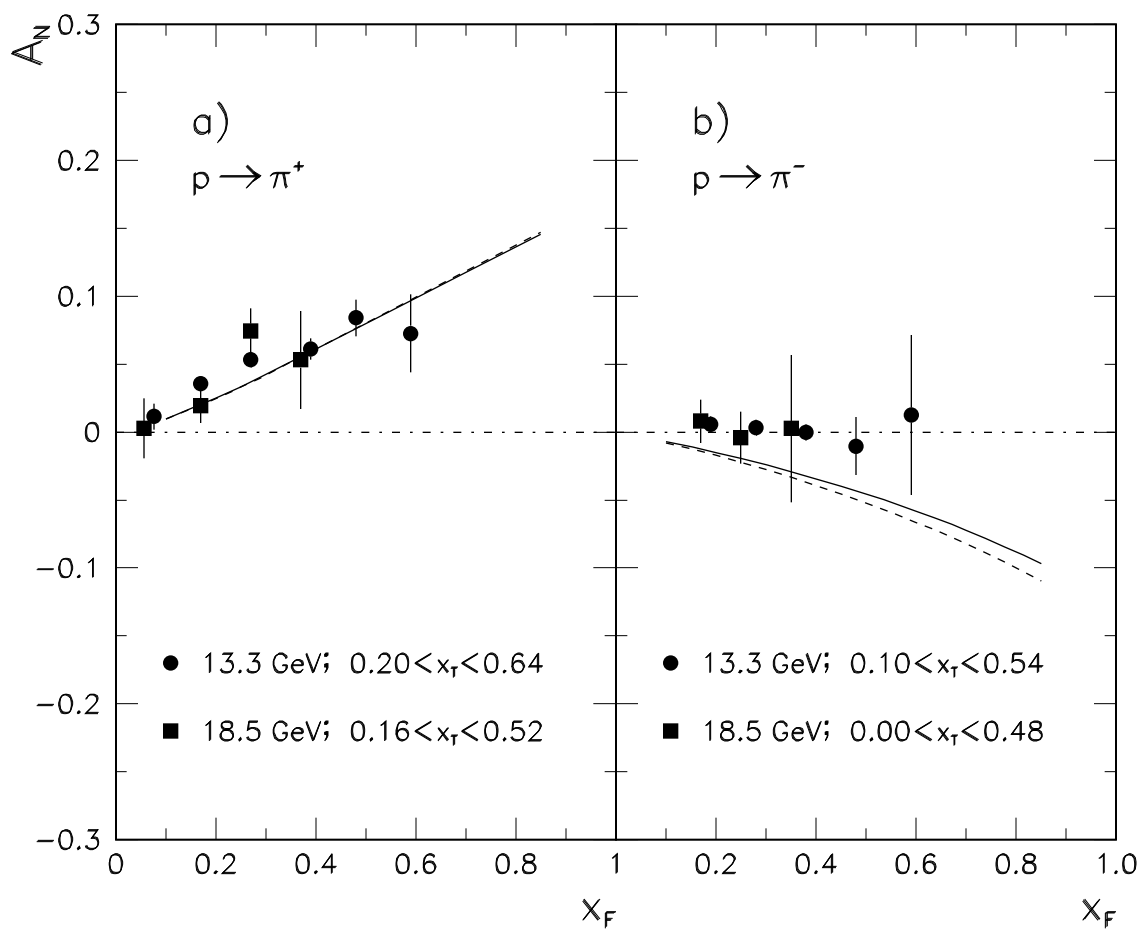 A_N
0.3
a)
b)
p → π⁺
p → π⁻
0.2
0.1
0
−0.1
13.3 GeV; 0.20<x_T<0.64
13.3 GeV; 0.10<x_T<0.54
−0.2
18.5 GeV; 0.16<x_T<0.52
18.5 GeV; 0.00<x_T<0.48
−0.3
0 0.2 0.4 0.6 0.8 1 0.2 0.4 0.6 0.8 1.0
x_F
x_F